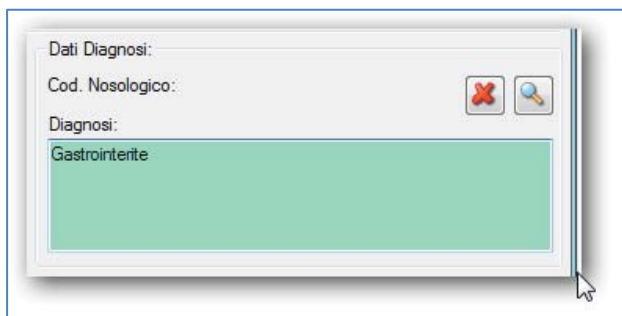 Dati Diagnosi:
Cod. Nosologico:
Diagnosi:
Gastrointerite